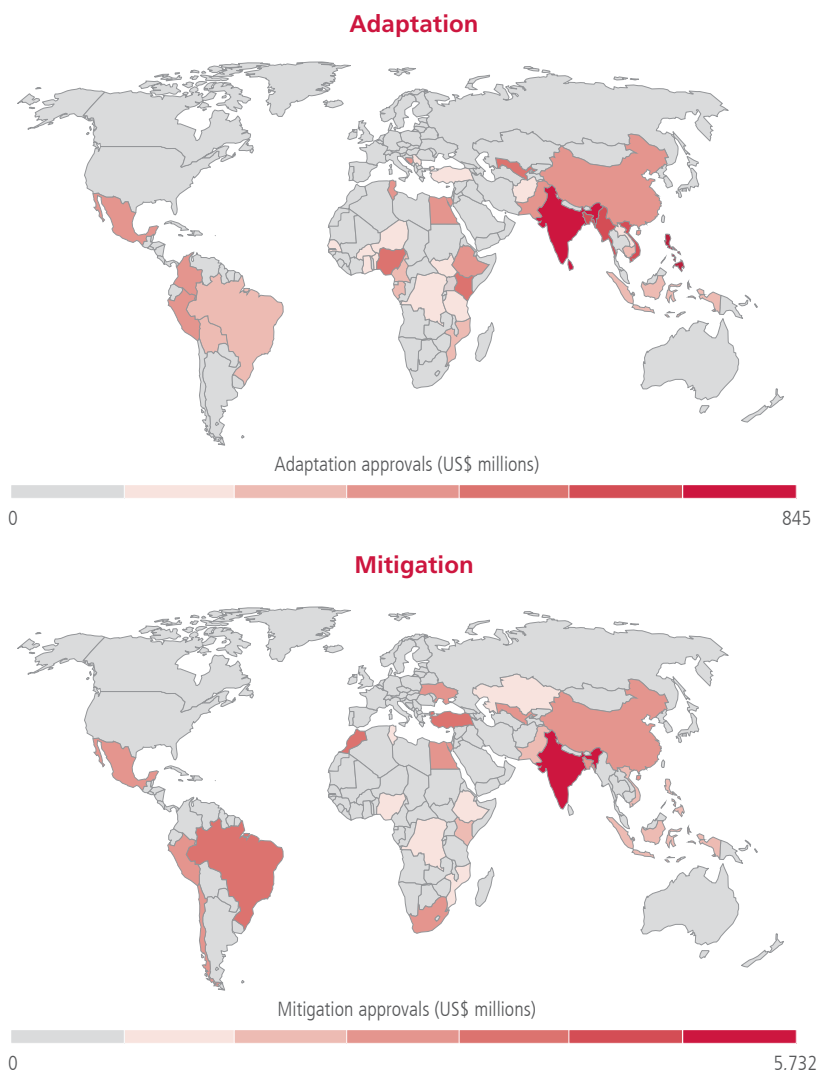 Adaptation
Adaptation approvals (US$ millions)
0 845
Mitigation
Mitigation approvals (US$ millions)
0 5.732